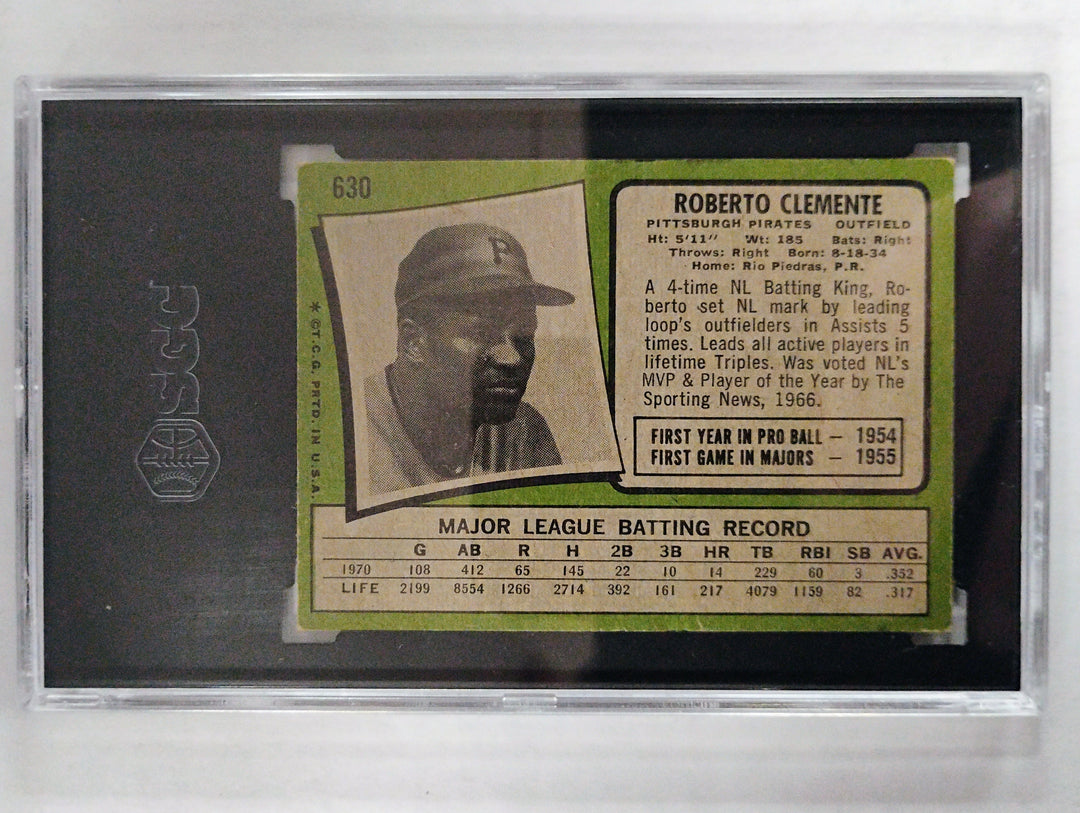 SGC
630
P
* ©T.C.G. PRTD. IN U.S.A.
ROBERTO CLEMENTE
PITTSBURGH PIRATES OUTFIELD
Ht: 5'11" Wt: 185 Bats: Right
Throws: Right Born: 8-18-34
Home: Rio Piedras, P.R.
A 4-time NL Batting King, Ro-
berto set NL mark by leading
loop's outfielders in Assists 5
times. Leads all active players in
lifetime Triples. Was voted NL's
MVP & Player of the Year by The
Sporting News, 1966.
FIRST YEAR IN PRO BALL — 1954
FIRST GAME IN MAJORS — 1955
MAJOR LEAGUE BATTING RECORD
G AB R H 2B 3B HR TB RBI SB AVG.
1970 108 412 65 145 22 10 14 229 60 3 .352
LIFE 2199 8554 1266 2714 392 161 217 4079 1159 82 .317